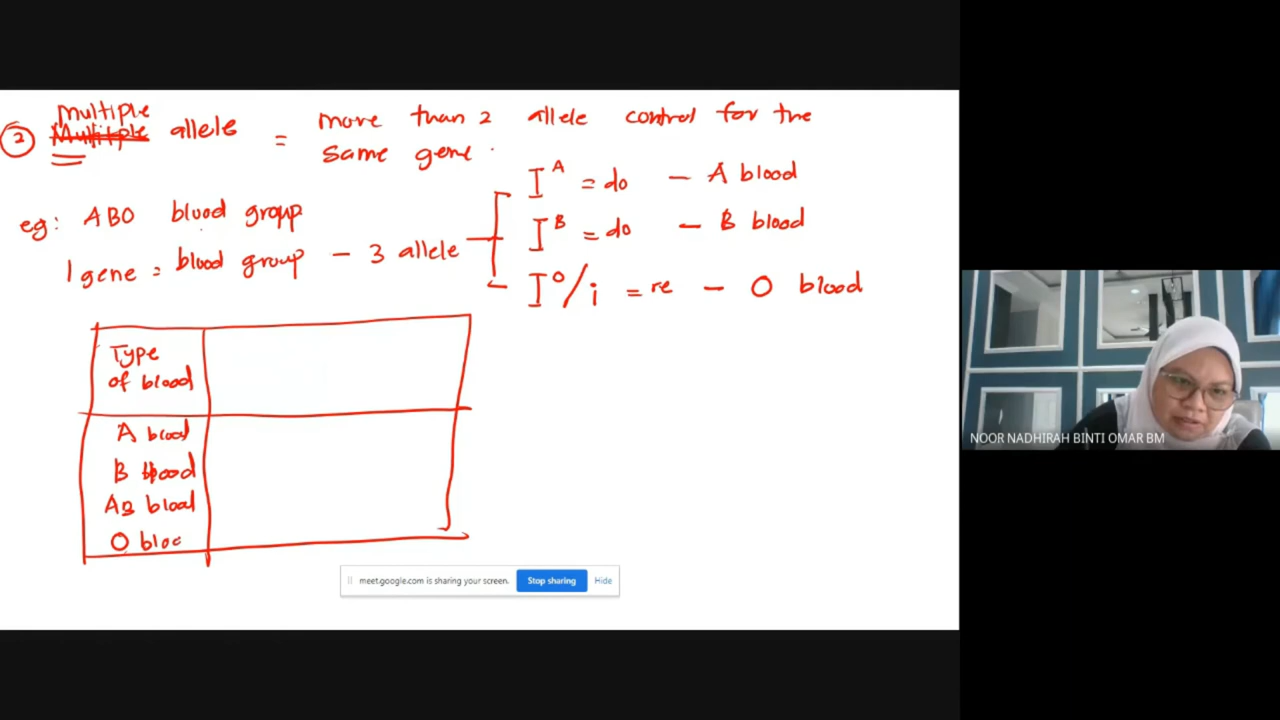 ② Multiple allele = more than 2 allele control for the
same gene.
eg: ABO blood group
1 gene = blood group - 3 allele
I^A = do - A blood
I^B = do - B blood
I^O/i = re - O blood
Type
of blood
A blood
B blood
AB blood
O bloo
meet.google.com is sharing your screen. Stop sharing Hide
NOOR NADHIRAH BINTI OMAR BM